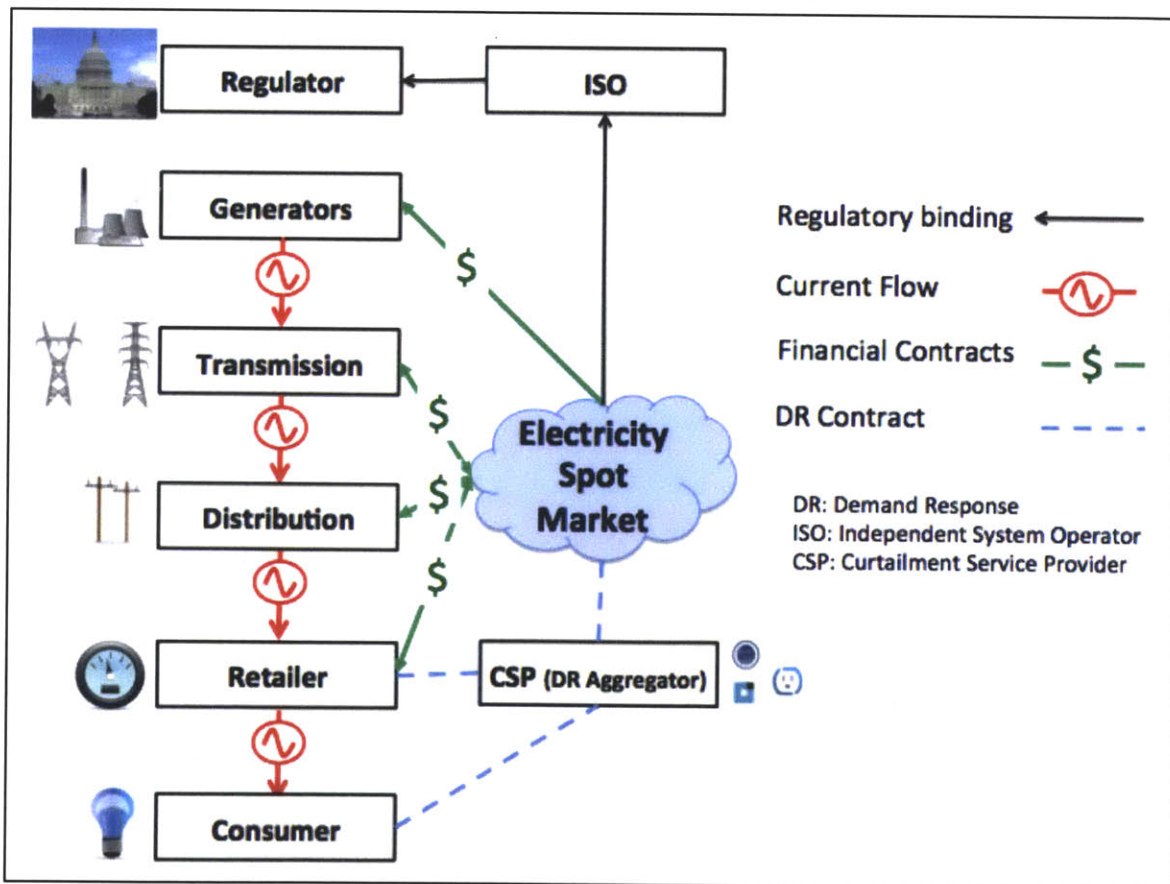 Regulator
ISO
Generators
$
Transmission
$
Distribution
$
$
Retailer
Consumer
Electricity
Spot
Market
CSP (DR Aggregator)
Regulatory binding
Current Flow
Financial Contracts
$
DR Contract
DR: Demand Response
ISO: Independent System Operator
CSP: Curtailment Service Provider